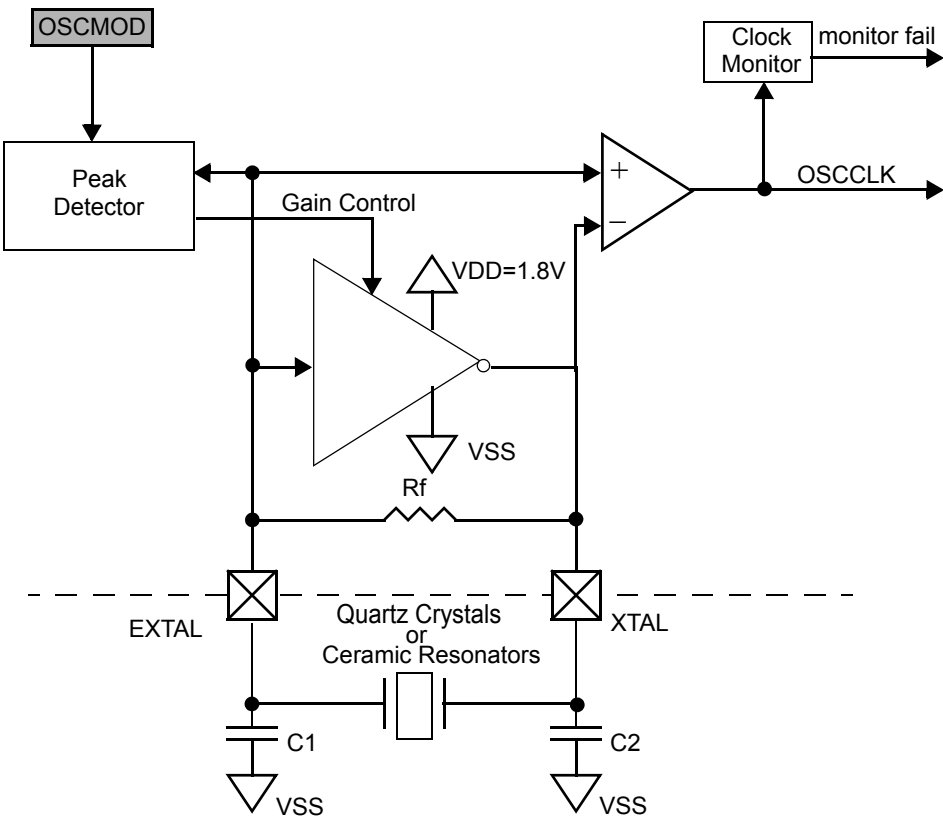 OSCMOD
Clock
Monitor
monitor fail
Peak
Detector
+
OSCCLK
Gain Control
−
VDD=1.8V
VSS
Rf
EXTAL
Quartz Crystals
or
Ceramic Resonators
XTAL
C1
C2
VSS
VSS